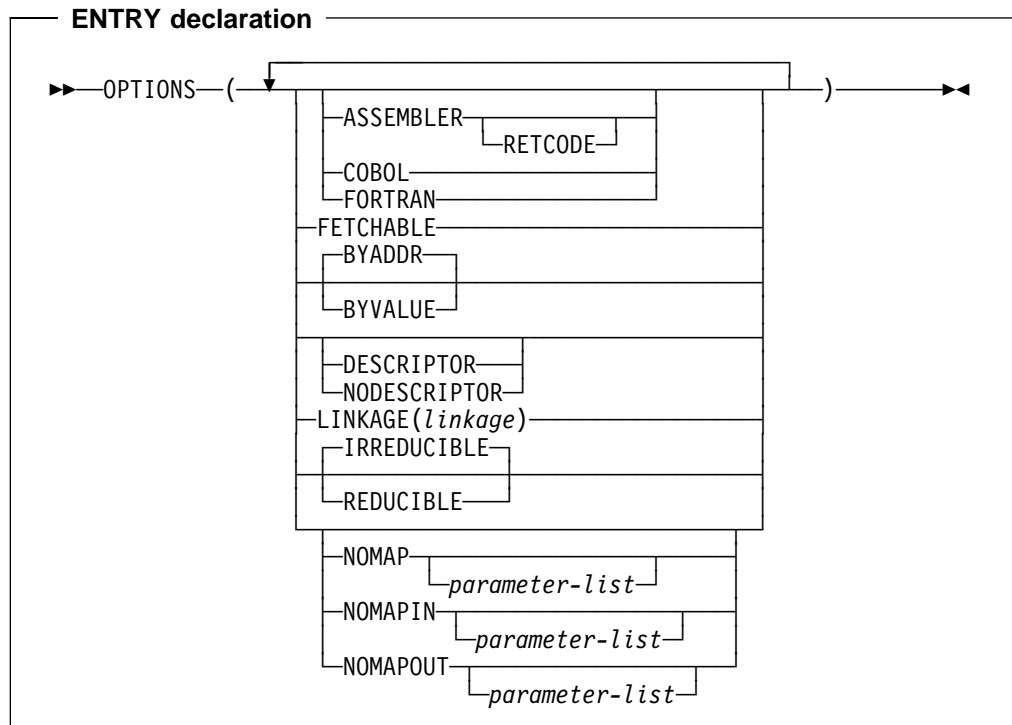 ENTRY declaration
OPTIONS ( )
ASSEMBLER
RETCODE
COBOL
FORTRAN
FETCHABLE
BYADDR
BYVALUE
DESCRIPTOR
NODESCRIPTOR
LINKAGE(linkage)
IRREDUCIBLE
REDUCIBLE
NOMAP
parameter-list
NOMAPIN
parameter-list
NOMAPOUT
parameter-list